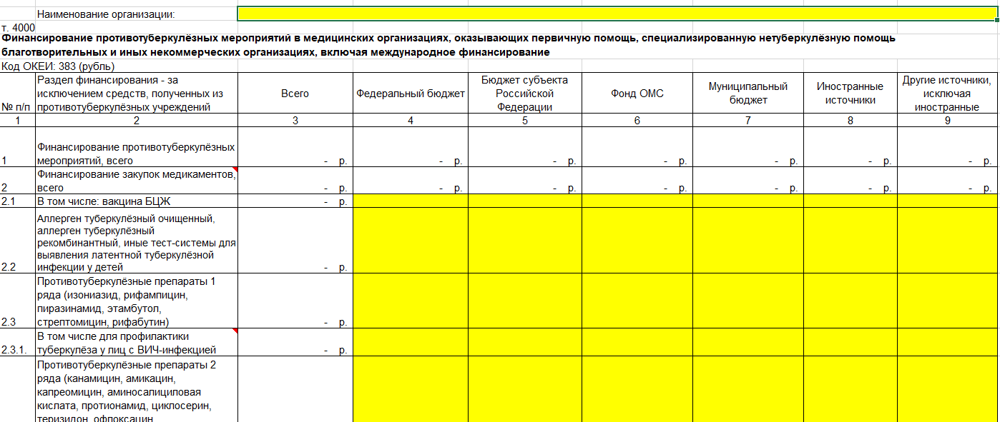 Наименование организации:
т. 4000
Финансирование противотуберкулёзных мероприятий в медицинских организациях, оказывающих первичную помощь, специализированную нетуберкулёзную помощь
благотворительных и иных некоммерческих организациях, включая международное финансирование
Код ОКЕИ: 383 (рубль)
№ п/п
Раздел финансирования - за
исключением средств, полученных из
противотуберкулёзных учреждений
Всего
Федеральный бюджет
Бюджет субъекта
Российской
Федерации
Фонд ОМС
Муниципальный
бюджет
Иностранные
источники
Другие источники,
исключая
иностранные
1 2 3 4 5 6 7 8 9
1
Финансирование противотуберкулёзных
мероприятий, всего
- р. - р. - р. - р. - р. - р. - р.
2
Финансирование закупок медикаментов,
всего
- р. - р. - р. - р. - р. - р. - р.
2.1 В том числе: вакцина БЦЖ - р.
2.2
Аллерген туберкулёзный очищенный,
аллерген туберкулёзный
рекомбинантный, иные тест-системы для
выявления латентной туберкулёзной
инфекции у детей
- р.
2.3
Противотуберкулёзные препараты 1
ряда (изониазид, рифампицин,
пиразинамид, этамбутол,
стрептомицин, рифабутин)
- р.
2.3.1.
В том числе для профилактики
туберкулёза у лиц с ВИЧ-инфекцией
- р.
Противотуберкулёзные препараты 2
ряда (канамицин, амикацин,
капреомицин, аминосалициловая
кислата, протионамид, циклосерин,
теризидон, офлоксацин